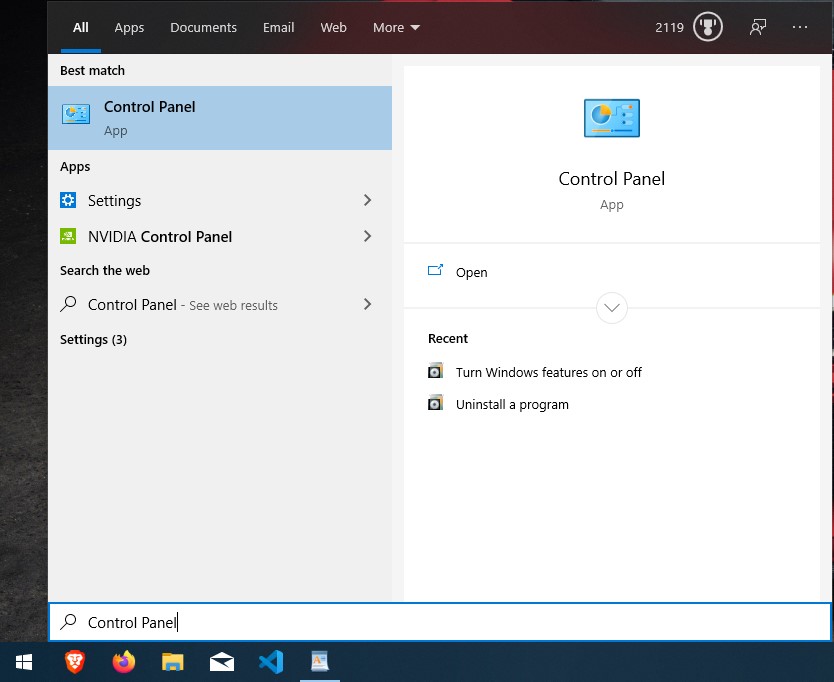 All Apps Documents Email Web More 2119
Best match
Control Panel
App
Apps
Settings
NVIDIA Control Panel
Search the web
Control Panel - See web results
Settings (3)
Control Panel
App
Open
Recent
Turn Windows features on or off
Uninstall a program
Control Panel